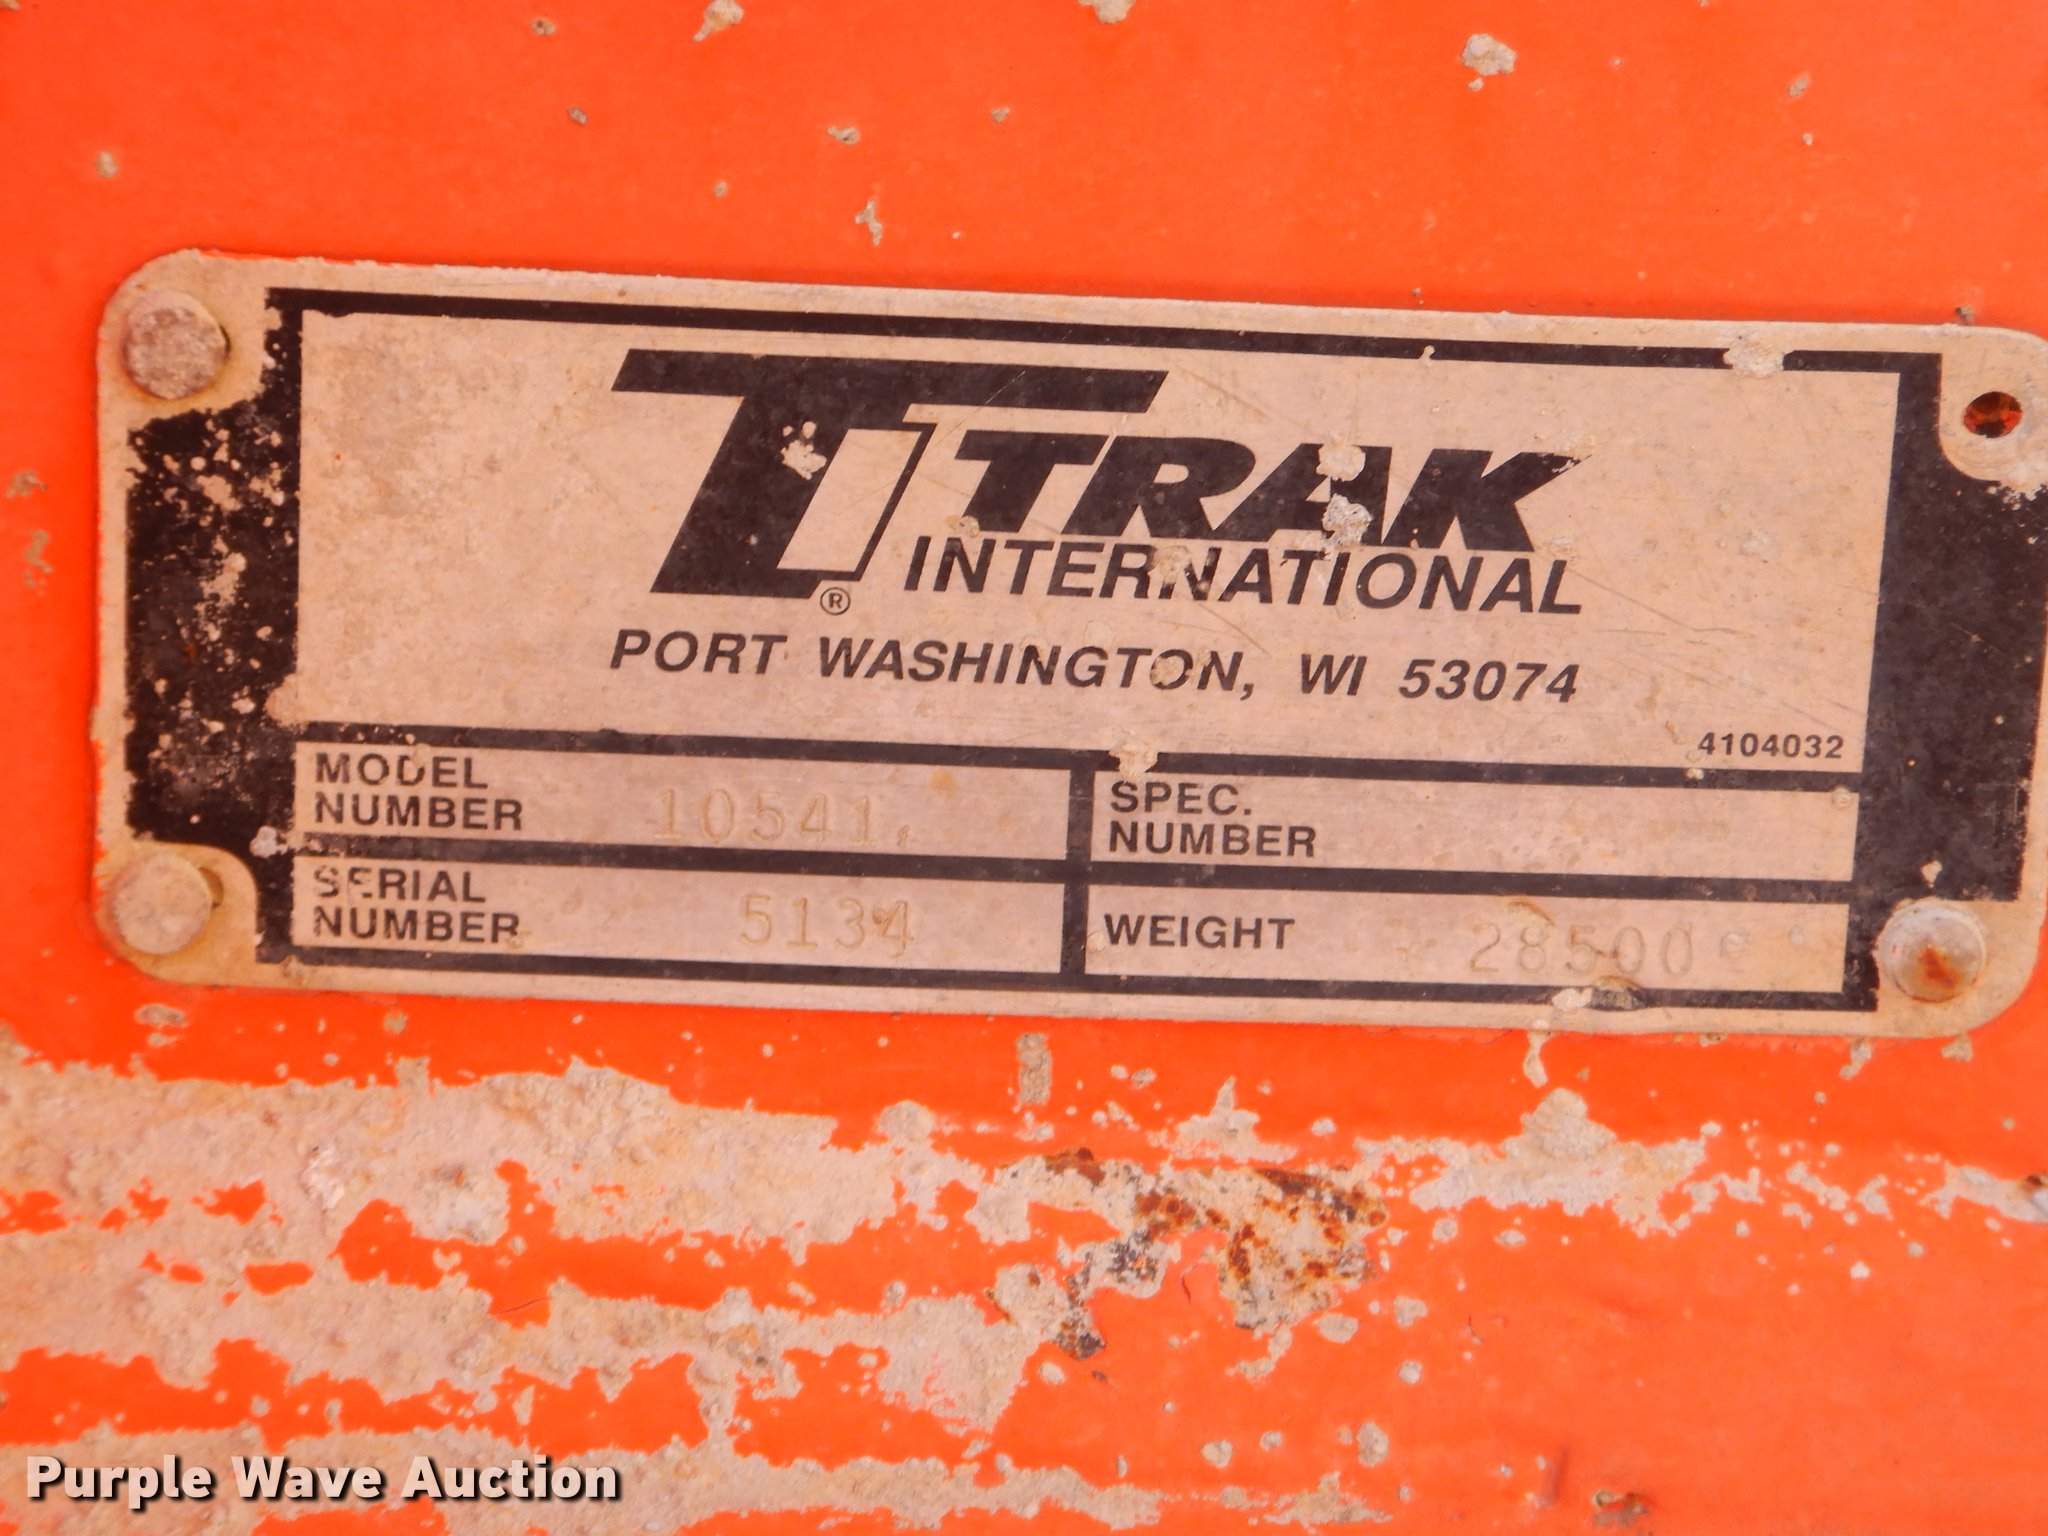 TRAK
INTERNATIONAL
®
PORT WASHINGTON, WI 53074
4104032
MODEL
NUMBER 10541
SPEC.
NUMBER
SERIAL
NUMBER 5134
WEIGHT 28500
Purple Wave Auction